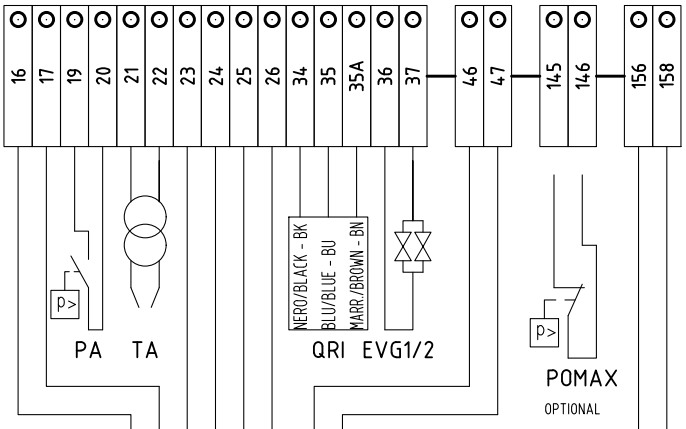 16 17 19 20 21 22 23 24 25 26 34 35 35A 36 37 46 47 145 146 156 158
NERO/BLACK - BK
BLU/BLUE - BU
MARR./BROWN - BN
P>
P>
PA TA QRI EVG1/2
POMAX
OPTIONAL